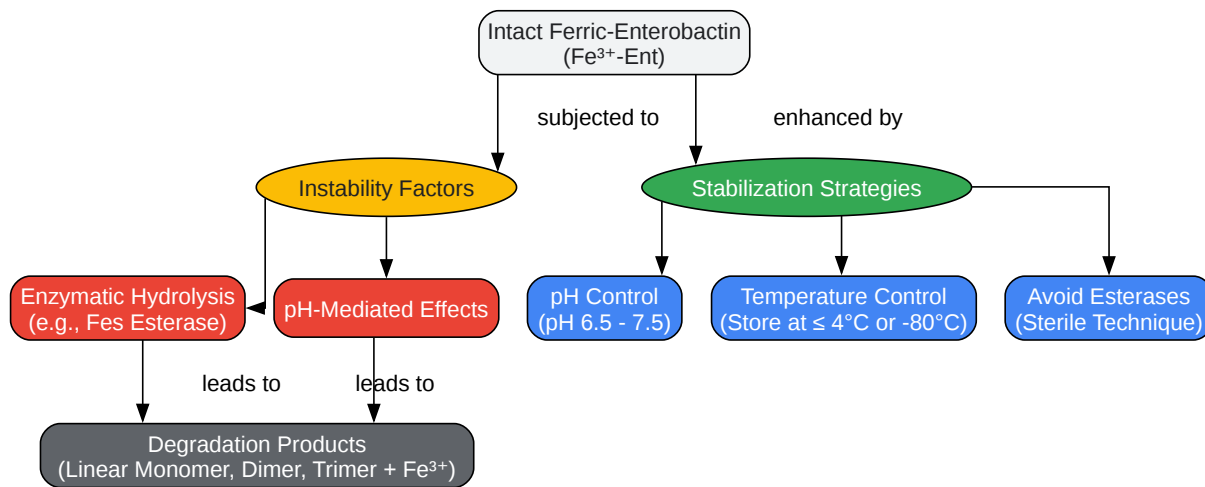 Intact Ferric-Enterobactin
(Fe³⁺-Ent)
subjected to
enhanced by
Instability Factors
Stabilization Strategies
Enzymatic Hydrolysis
(e.g., Fes Esterase)
pH-Mediated Effects
pH Control
(pH 6.5 - 7.5)
Temperature Control
(Store at ≤ 4°C or -80°C)
Avoid Esterases
(Sterile Technique)
leads to
leads to
Degradation Products
(Linear Monomer, Dimer, Trimer + Fe³⁺)